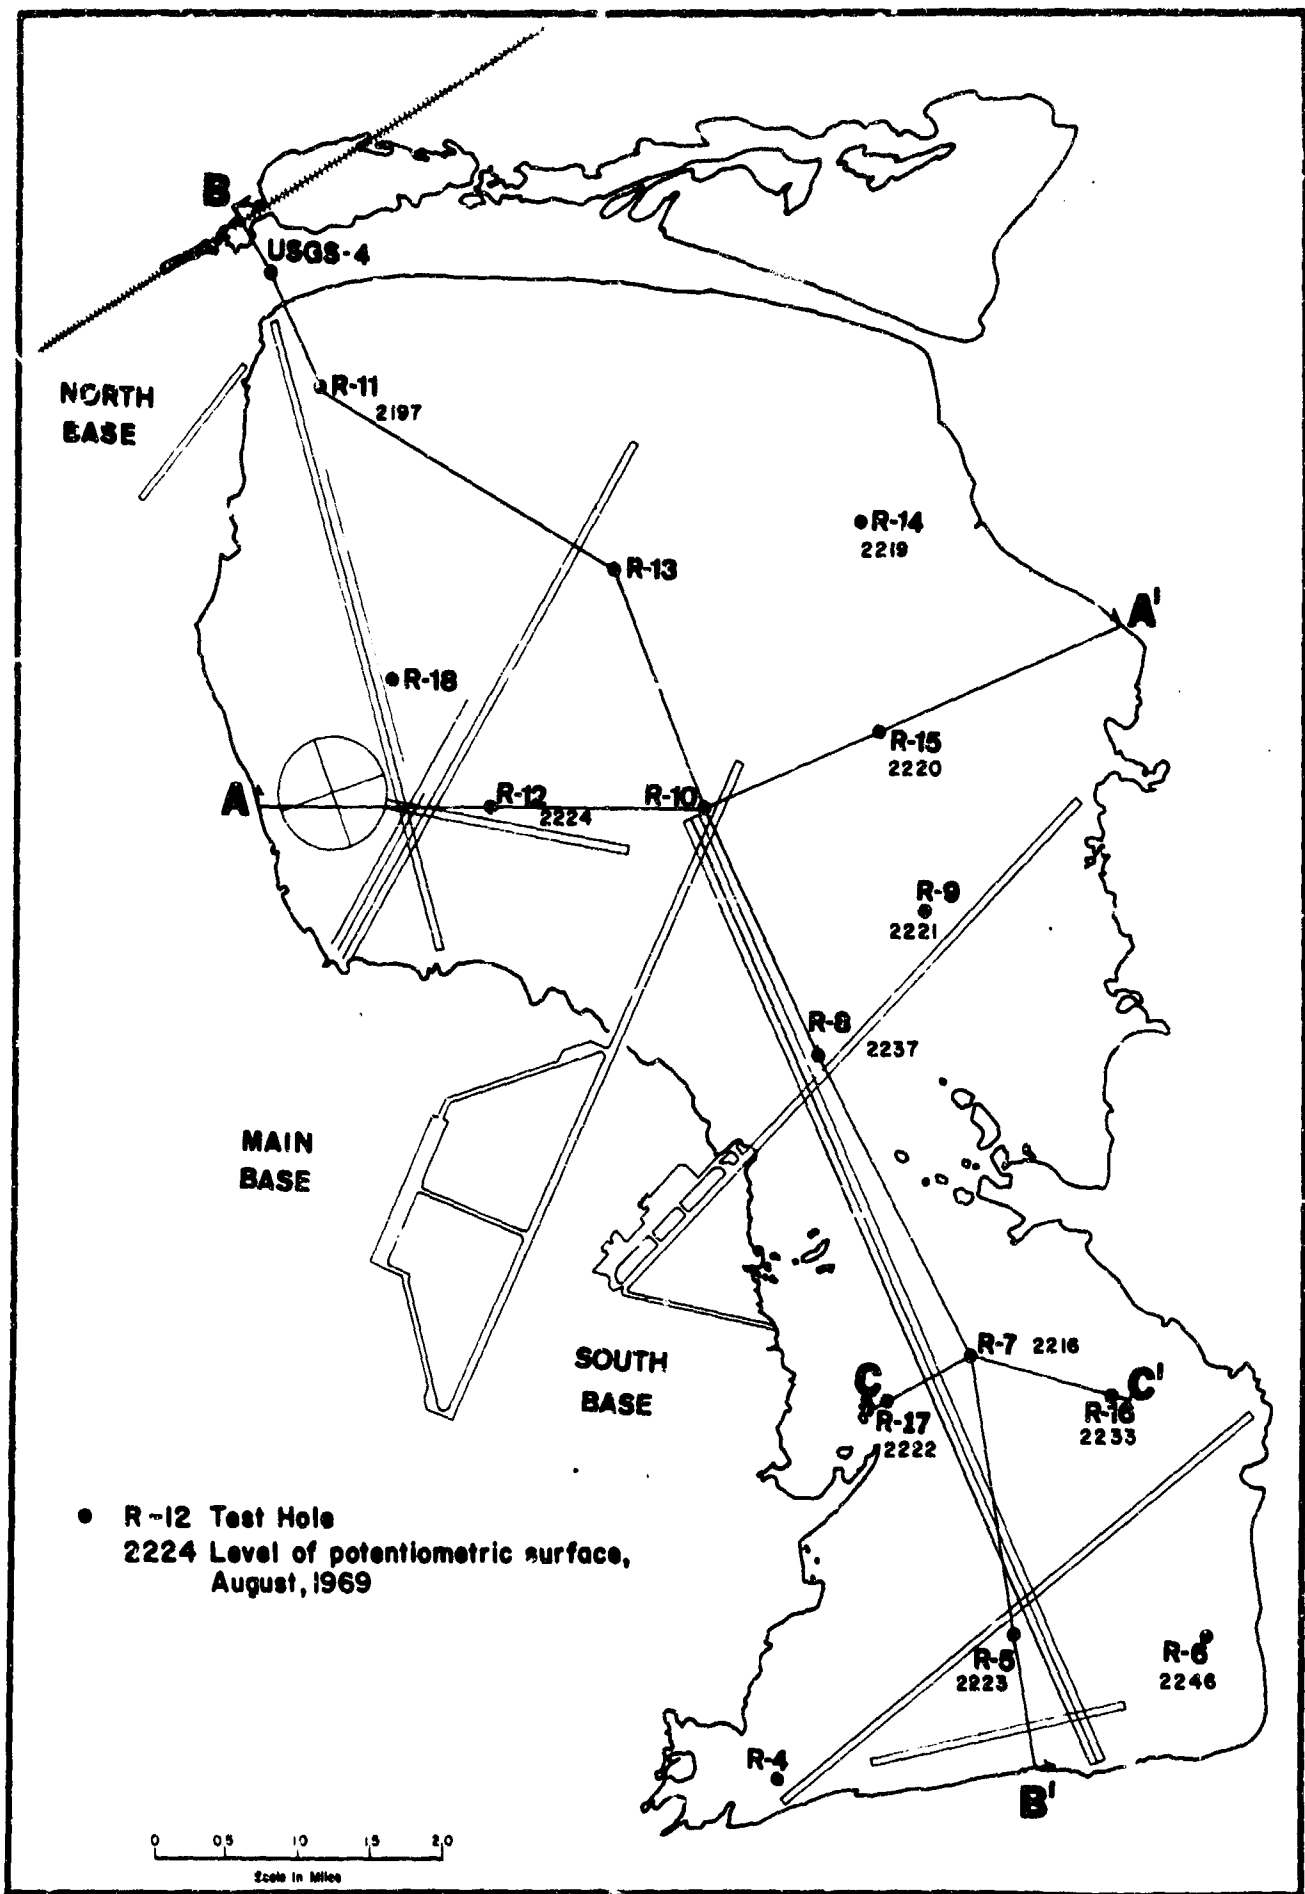 B
USGS-4
NORTH
BASE
R-11
2197
R-14
2219
R-13
A'
R-18
R-15
2220
A
R-12
2224
R-10
R-9
2221
R-8
2237
MAIN
BASE
SOUTH
BASE
R-7 2216
C
C'
R-17
2222
R-16
2233
R-12 Test Hole
2224 Level of potentiometric surface,
August, 1969
R-5
2223
R-6
2246
R-4
B'
0 0.5 1.0 1.5 2.0
Scale in Miles